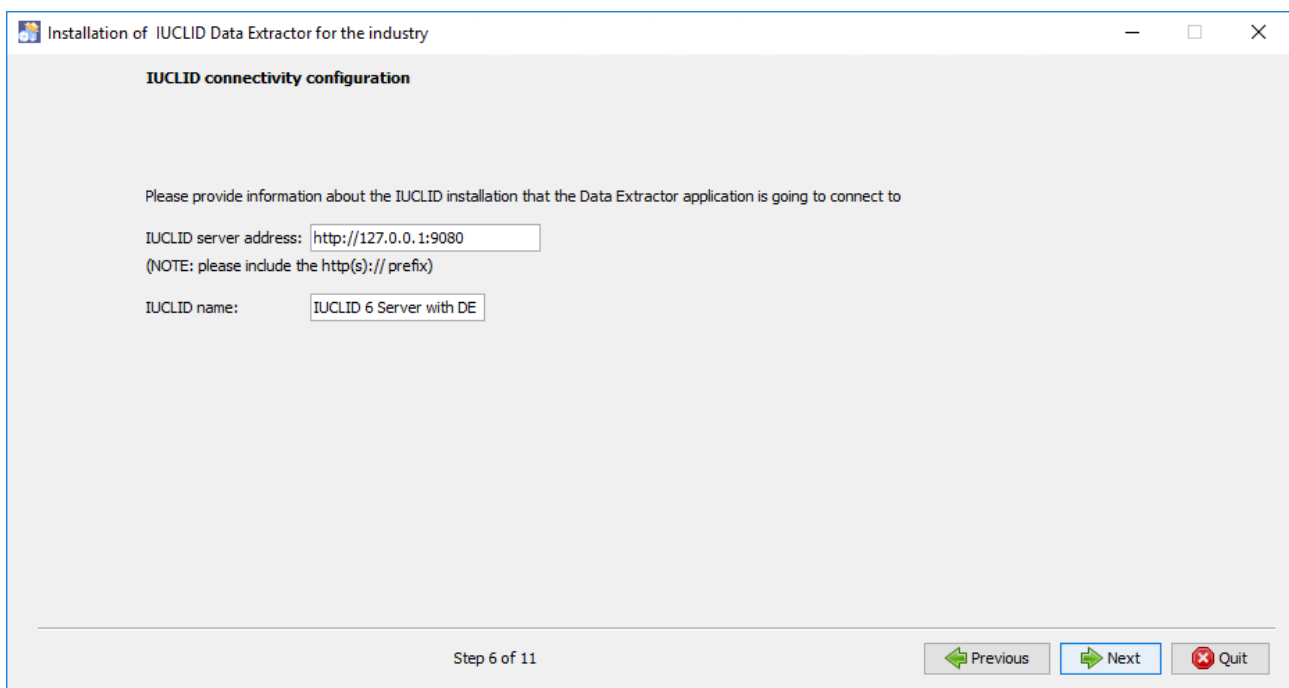 Installation of IUCLID Data Extractor for the industry
IUCLID connectivity configuration
Please provide information about the IUCLID installation that the Data Extractor application is going to connect to
IUCLID server address: http://127.0.0.1:9080
(NOTE: please include the http(s):// prefix)
IUCLID name: IUCLID 6 Server with DE
Step 6 of 11 Previous Next Quit